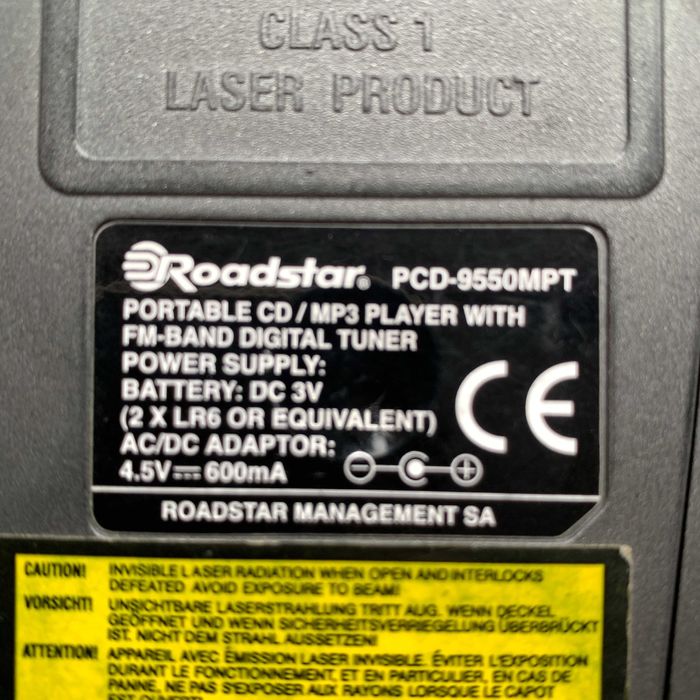 CLASS 1
LASER PRODUCT
Roadstar® PCD-9550MPT
PORTABLE CD / MP3 PLAYER WITH
FM-BAND DIGITAL TUNER
POWER SUPPLY:
BATTERY: DC 3V
(2 X LR6 OR EQUIVALENT)
AC/DC ADAPTOR:
4.5V⎓600mA
CE
ROADSTAR MANAGEMENT SA
CAUTION! INVISIBLE LASER RADIATION WHEN OPEN AND INTERLOCKS
DEFEATED AVOID EXPOSURE TO BEAM!
VORSICHT! UNSICHTBARE LASERSTRAHLUNG TRITT AUG. WENN DECKEL
GEÖFFNET UND WENN SICHERHEITSVERRIEGELUNG ÜBERBRÜCKT
IST. NICHT DEM STRAHL AUSSETZEN!
ATTENTION! APPAREIL AVEC ÉMISSION LASER INVISIBLE. ÉVITER L'EXPOSITION
DURANT LE FONCTIONNEMENT, ET EN PARTICULIER, EN CAS DE
PANNE, NE PAS S'EXPOSER AUX RAYONS LORSQUE LE CAPOT